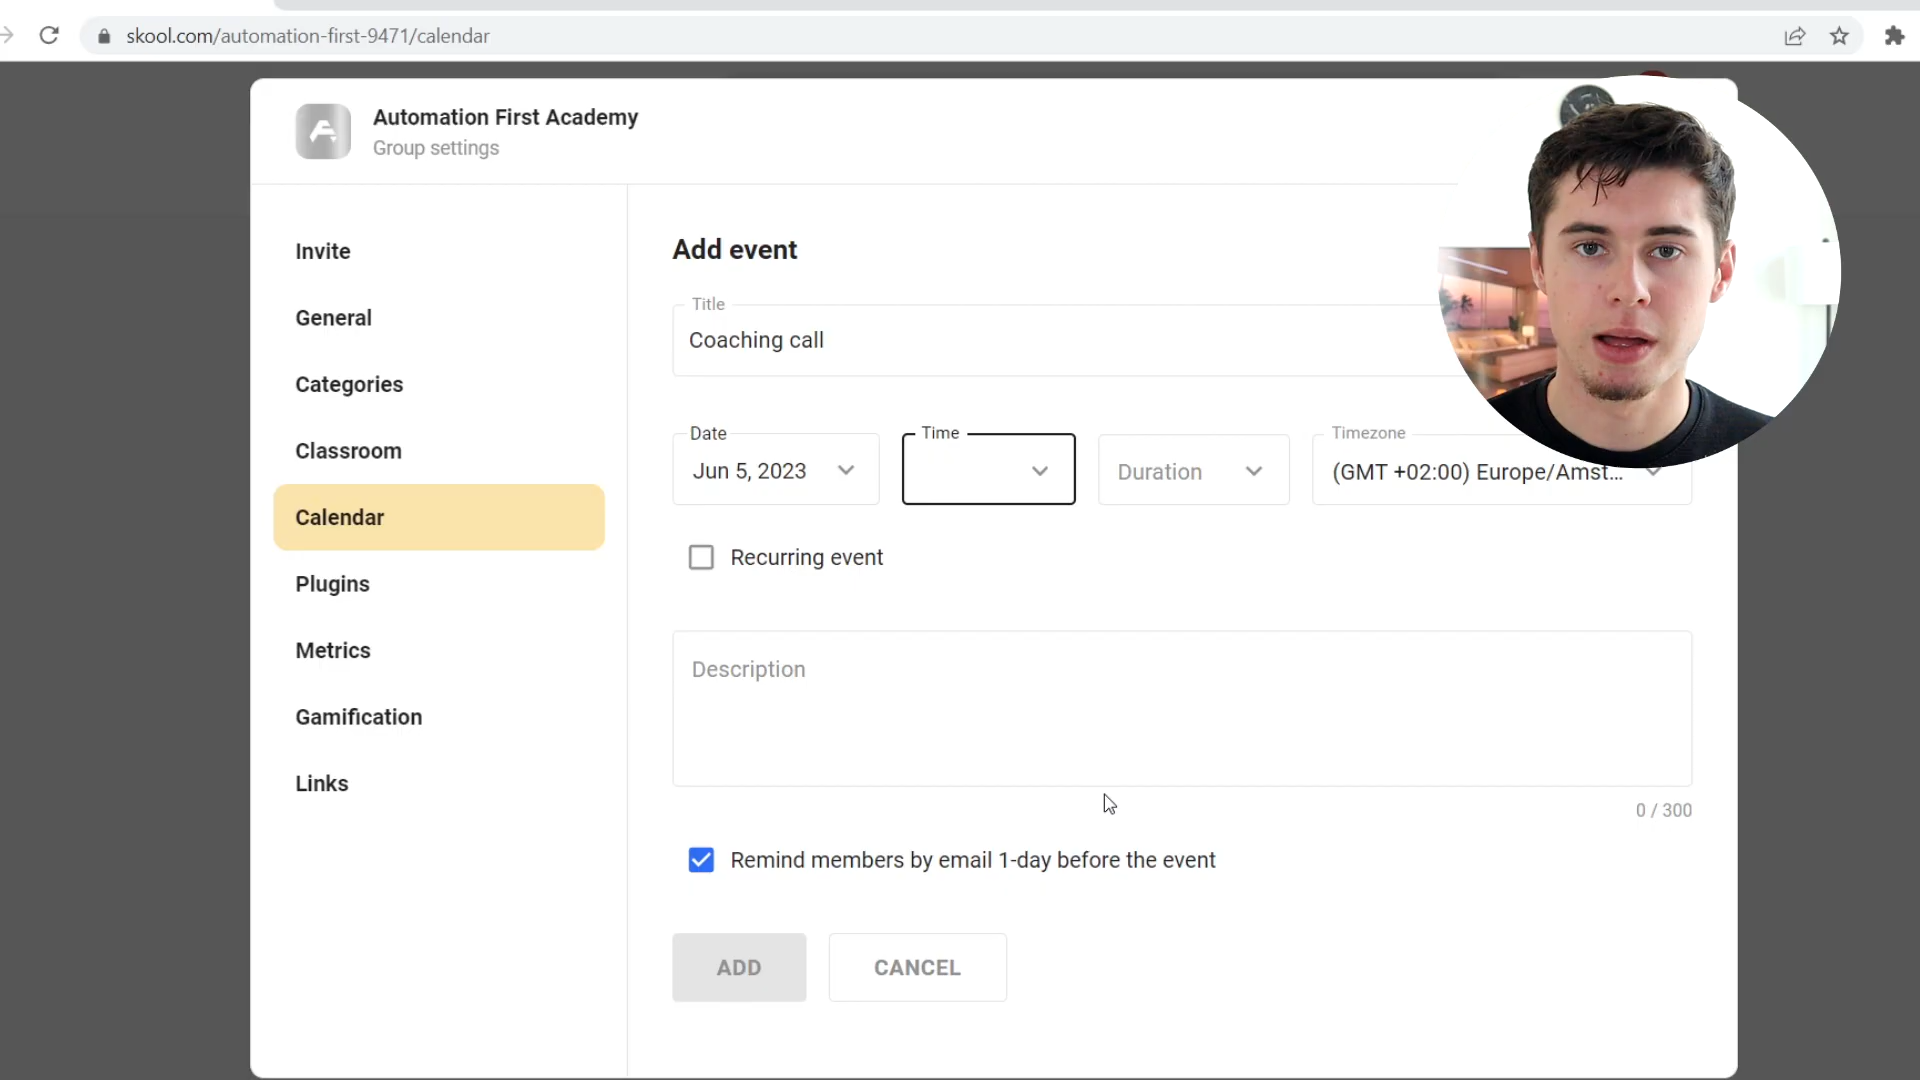 skool.com/automation-first-9471/calendar
Automation First Academy
Group settings
Invite
General
Categories
Classroom
Calendar
Plugins
Metrics
Gamification
Links
Add event
Title
Coaching call
Date
Jun 5, 2023
Time
Duration
Timezone
(GMT +02:00) Europe/Amst...
Recurring event
Description
0 / 300
Remind members by email 1-day before the event
ADD
CANCEL